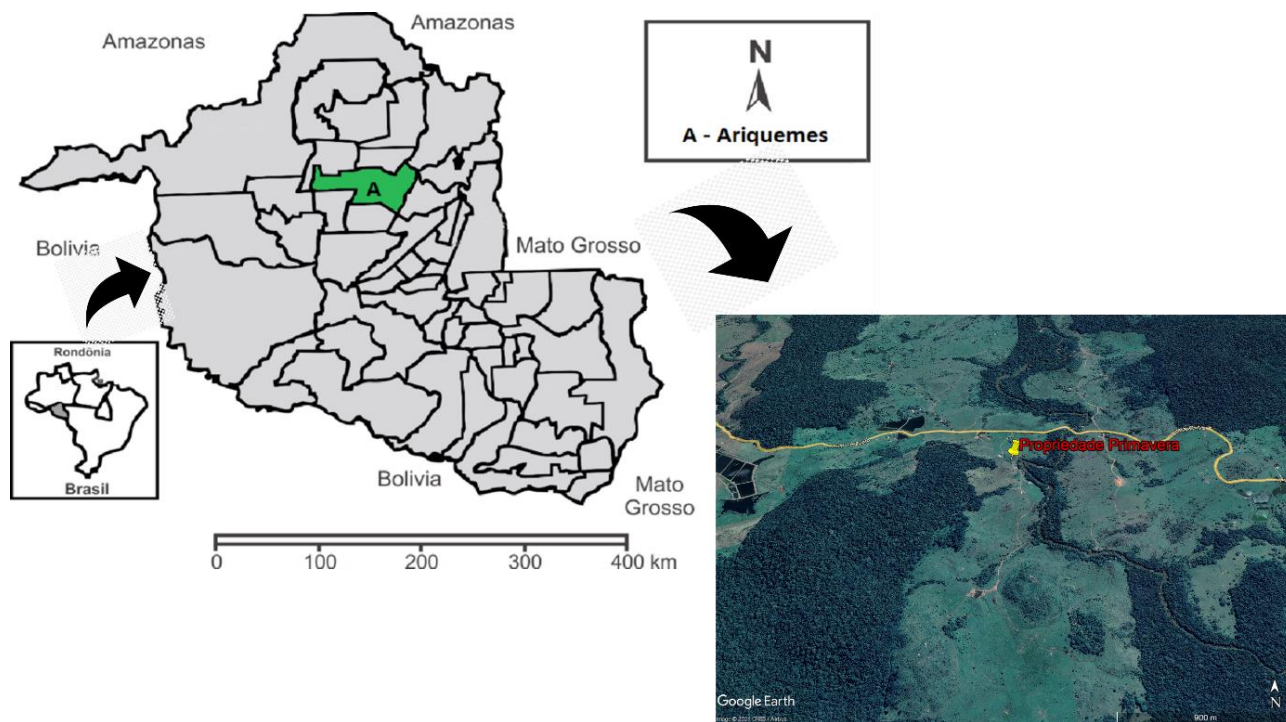 Amazonas
Amazonas
N
A - Ariquemes
A
Bolivia
Mato Grosso
Rondônia
Brasil
Bolivia
Mato
Grosso
0 100 200 300 400 km
Propriedade Primavera
Google Earth
900 m
N